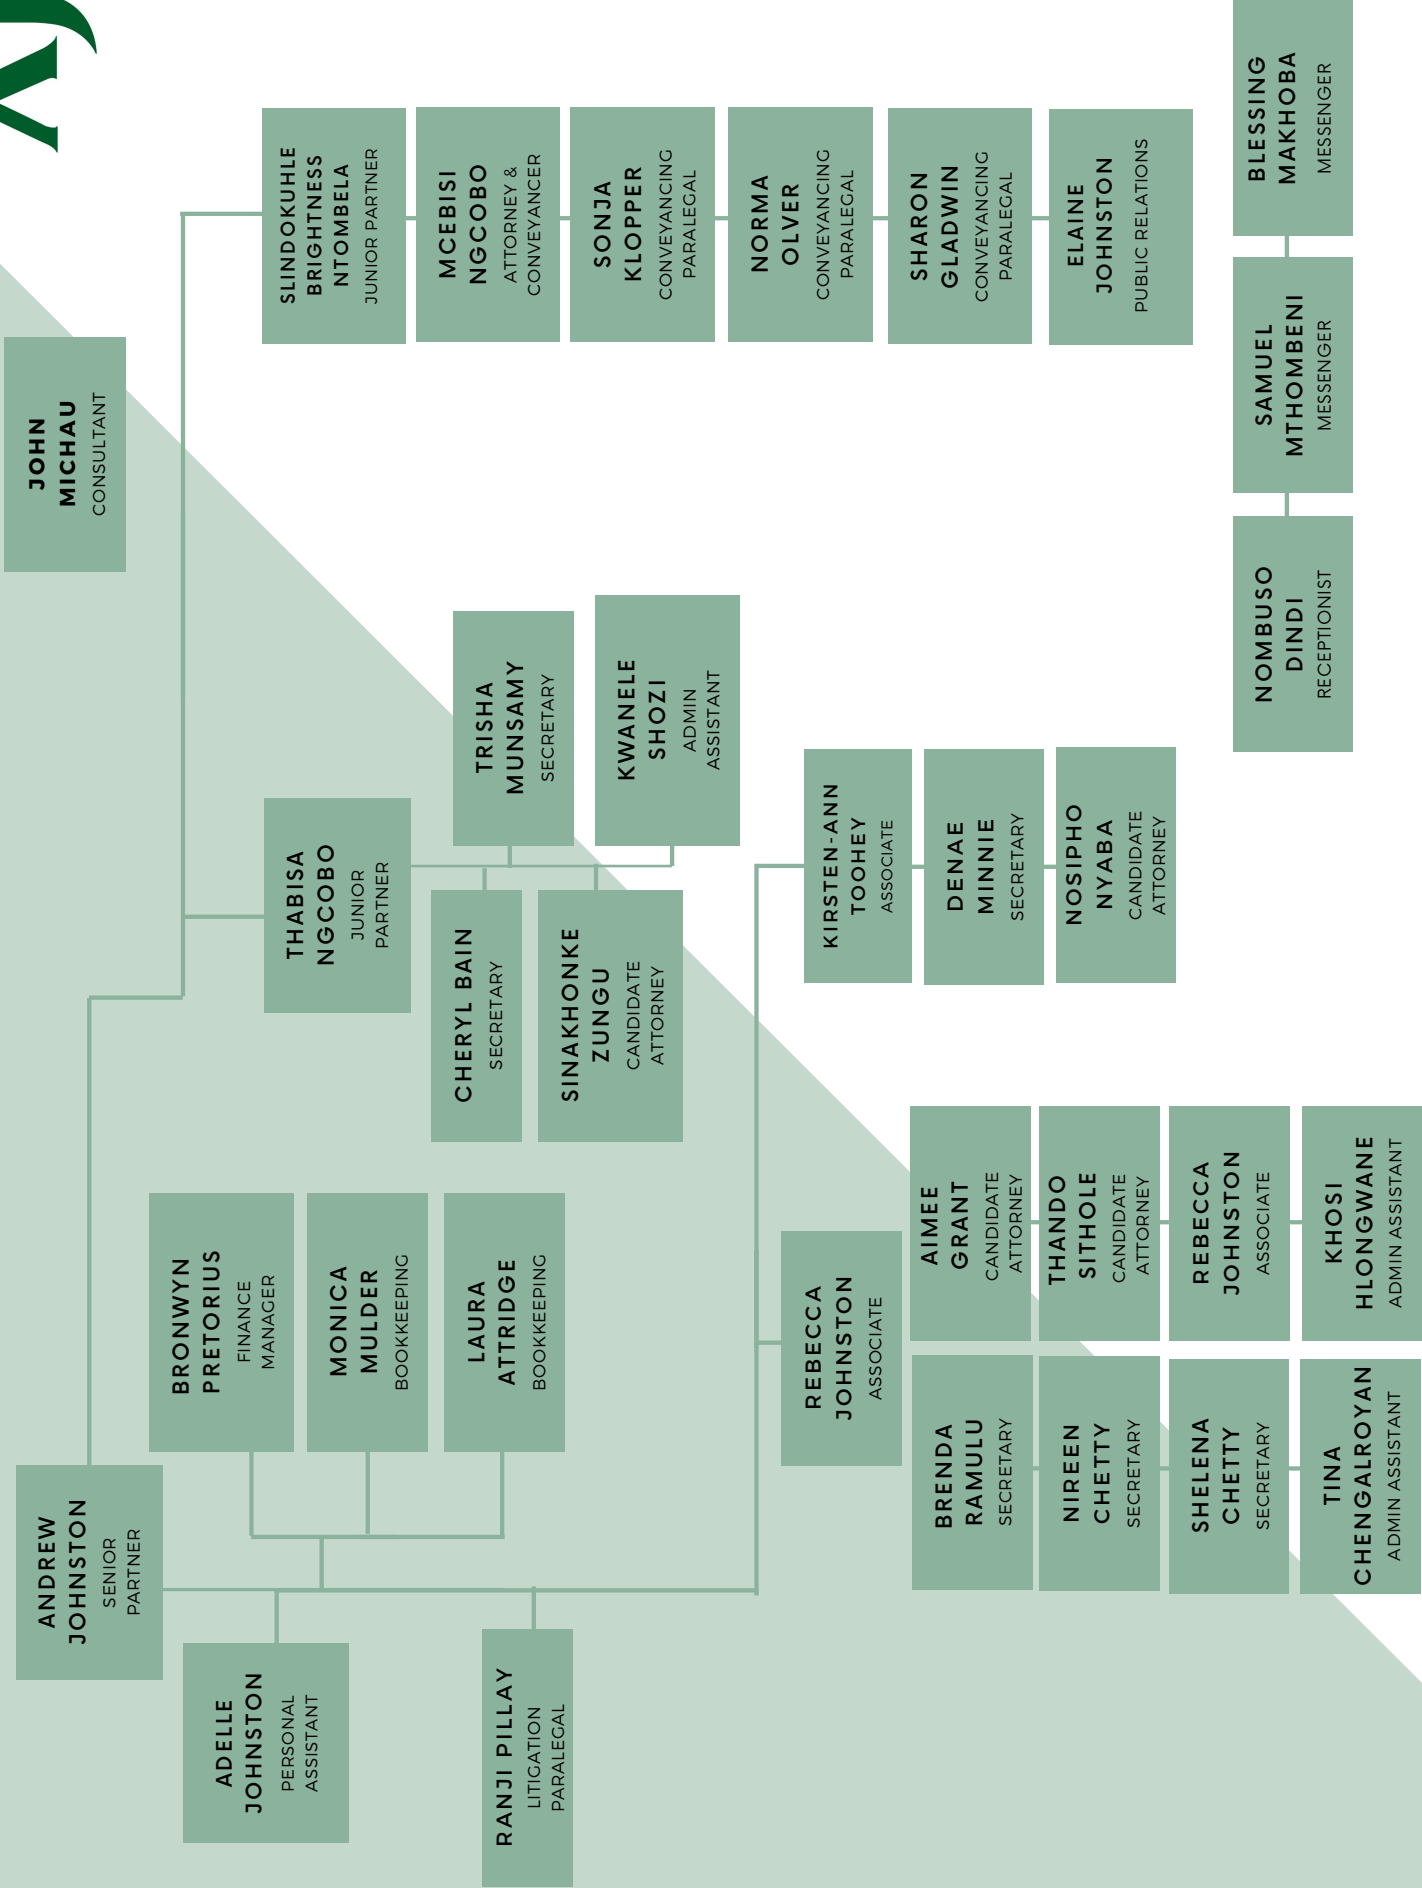 JOHN
MICHAU
CONSULTANT
ANDREW
JOHNSTON
SENIOR
PARTNER
ADELLE
JOHNSTON
PERSONAL
ASSISTANT
RANJI PILLAY
LITIGATION
PARALEGAL
BRONWYN
PRETORIUS
FINANCE
MANAGER
MONICA
MULDER
BOOKKEEPING
LAURA
ATTRIDGE
BOOKKEEPING
THABISA
NGCOBO
JUNIOR
PARTNER
CHERYL BAIN
SECRETARY
TRISHA
MUNSAMY
SECRETARY
SINAKHONKE
ZUNGU
CANDIDATE
ATTORNEY
KWANELE
SHOZI
ADMIN
ASSISTANT
SLINDOKUHLE
BRIGHTNESS
NTOMBELA
JUNIOR PARTNER
MCEBISI
NGCOBO
ATTORNEY &
CONVEYANCER
SONJA
KLOPPER
CONVEYANCING
PARALEGAL
NORMA
OLVER
CONVEYANCING
PARALEGAL
SHARON
GLADWIN
CONVEYANCING
PARALEGAL
ELAINE
JOHNSTON
PUBLIC RELATIONS
REBECCA
JOHNSTON
ASSOCIATE
BRENDA
RAMULU
SECRETARY
NIREEN
CHETTY
SECRETARY
SHELENA
CHETTY
SECRETARY
TINA
CHENGALROYAN
ADMIN ASSISTANT
AIMEE
GRANT
CANDIDATE
ATTORNEY
THANDO
SITHOLE
CANDIDATE
ATTORNEY
REBECCA
JOHNSTON
ASSOCIATE
KHOSI
HLONGWANE
ADMIN ASSISTANT
KIRSTEN-ANN
TOOHEY
ASSOCIATE
DENAE
MINNIE
SECRETARY
NOSIPHO
NYABA
CANDIDATE
ATTORNEY
NOMBUSO
DINDI
RECEPTIONIST
SAMUEL
MTHOMBENI
MESSENGER
BLESSING
MAKHOBA
MESSENGER